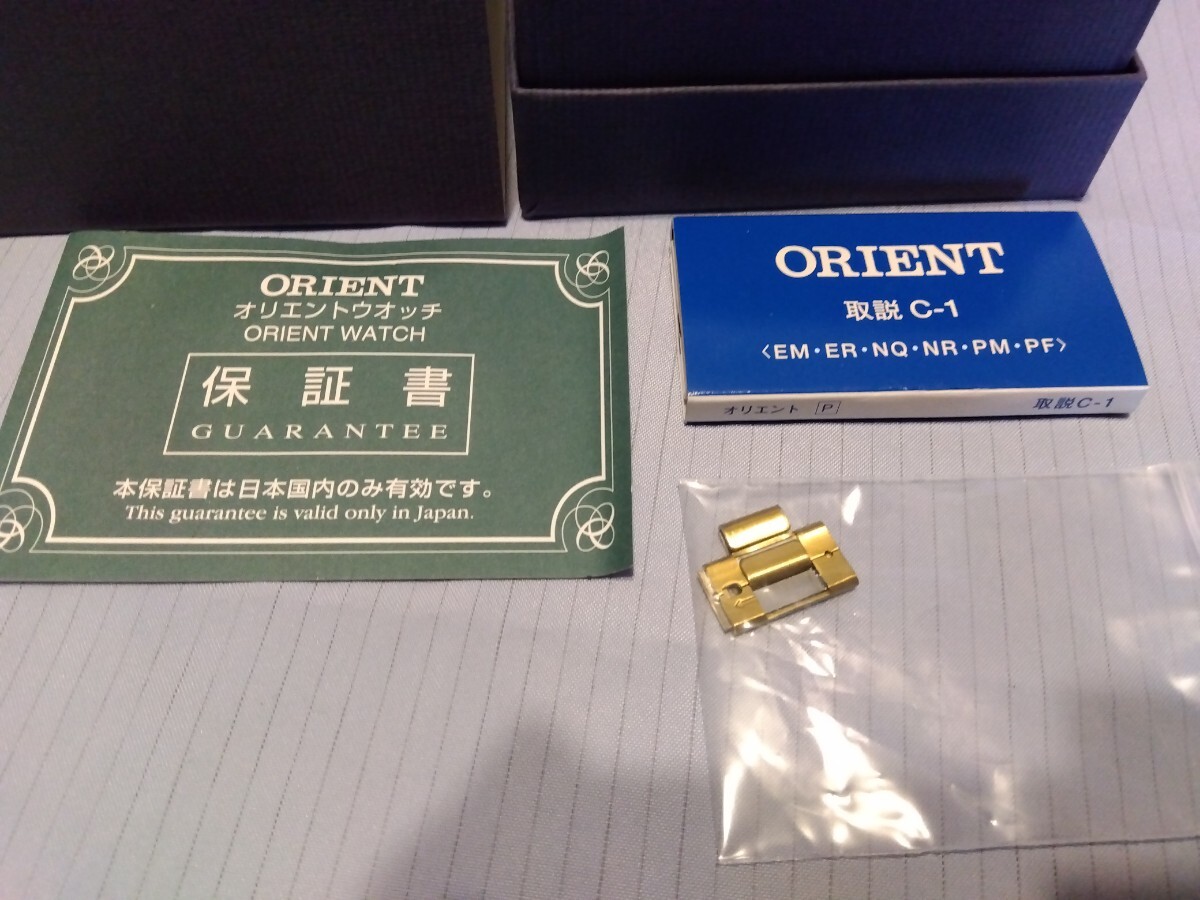 ORIENT
オリエントウオッチ
ORIENT WATCH
保証書
GUARANTEE
本保証書は日本国内のみ有効です。
This guarantee is valid only in Japan.
ORIENT
取説 C-1
〈EM・ER・NQ・NR・PM・PF〉
オリエント [P] 取説C-1